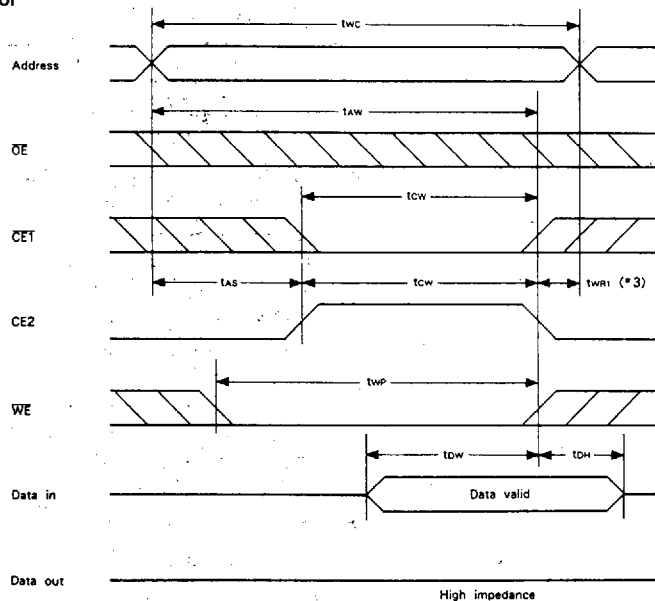 tWC
Address
tAW
OE
tCW
CE1
tAS tCW tWR1 (*3)
CE2
tWP
WE
tDW tDH
Data in Data valid
Data out
High impedance